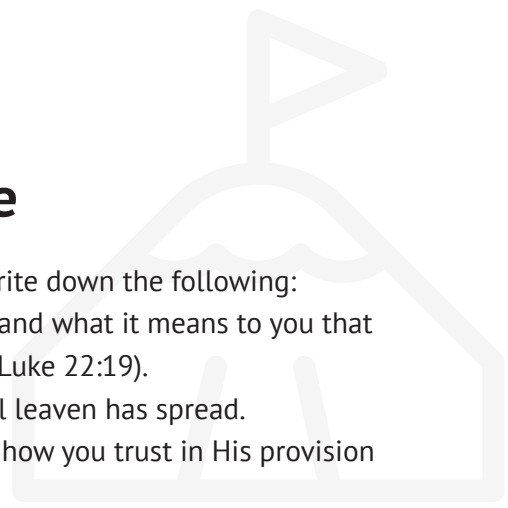 e
rite down the following:
and what it means to you that
Luke 22:19).
l leaven has spread.
how you trust in His provision